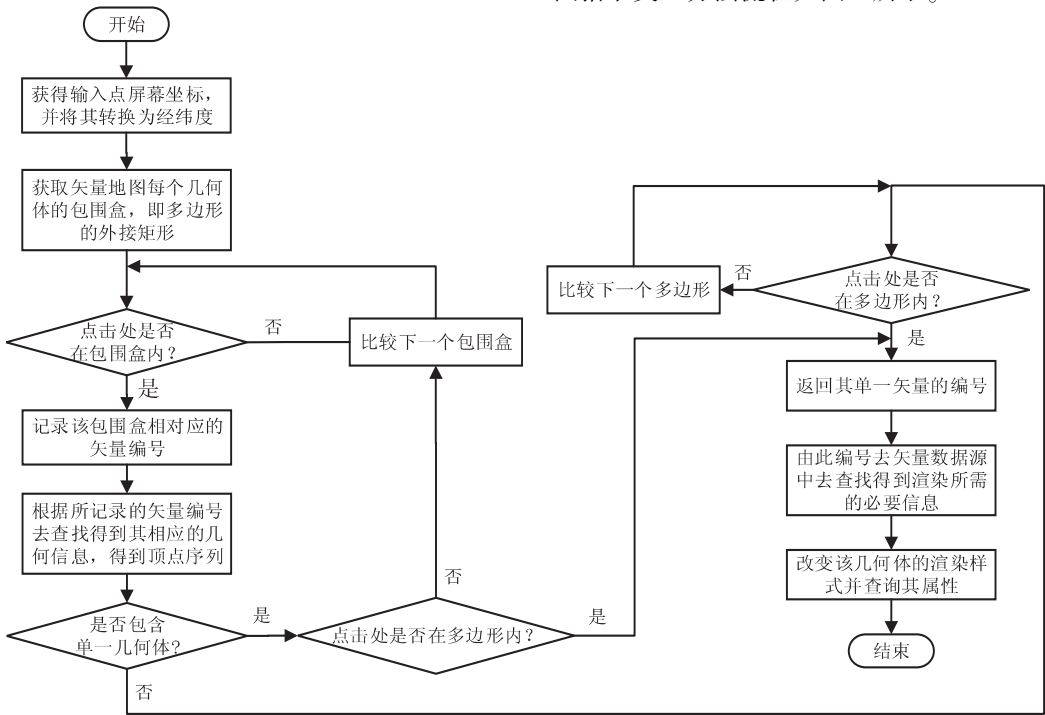 开始
获得输入点屏幕坐标，
并将其转换为经纬度
获取矢量地图每个几何
体的包围盒，即多边形
的外接矩形
点击处是否
在包围盒内?
否
比较下一个包围盒
是
记录该包围盒相对应的
矢量编号
根据所记录的矢量编号
去查找得到其相应的几
何信息，得到顶点序列
是否包含
单一几何体?
是
否
点击处是否在多边形内?
否
是
比较下一个多边形
否
点击处是否
在多边形内?
是
返回其单一矢量的编号
由此编号去矢量数据源
中去查找得到渲染所需
的必要信息
改变该几何体的渲染样
式并查询其属性
结束